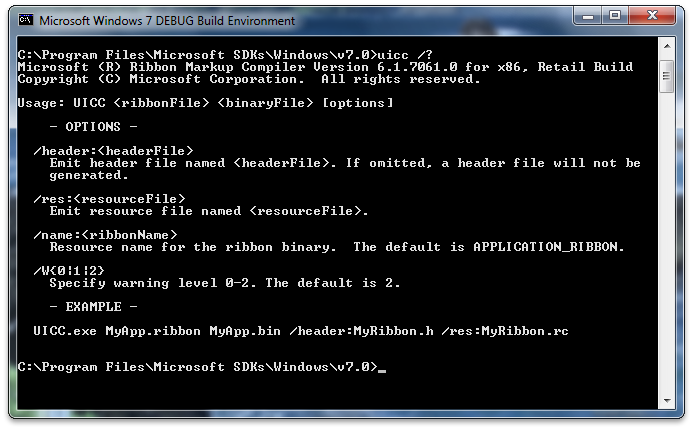 Microsoft Windows 7 DEBUG Build Environment
C:\Program Files\Microsoft SDKs\Windows\v7.0>uicc /?
Microsoft (R) Ribbon Markup Compiler Version 6.1.7061.0 for x86, Retail Build
Copyright (C) Microsoft Corporation.  All rights reserved.
Usage: UICC <ribbonFile> <binaryFile> [options]
- OPTIONS -
/header:<headerFile>
Emit header file named <headerFile>. If omitted, a header file will not be
generated.
/res:<resourceFile>
Emit resource file named <resourceFile>.
/name:<ribbonName>
Resource name for the ribbon binary.  The default is APPLICATION_RIBBON.
/W{0|1|2}
Specify warning level 0-2. The default is 2.
- EXAMPLE -
UICC.exe MyApp.ribbon MyApp.bin /header:MyRibbon.h /res:MyRibbon.rc
C:\Program Files\Microsoft SDKs\Windows\v7.0>_